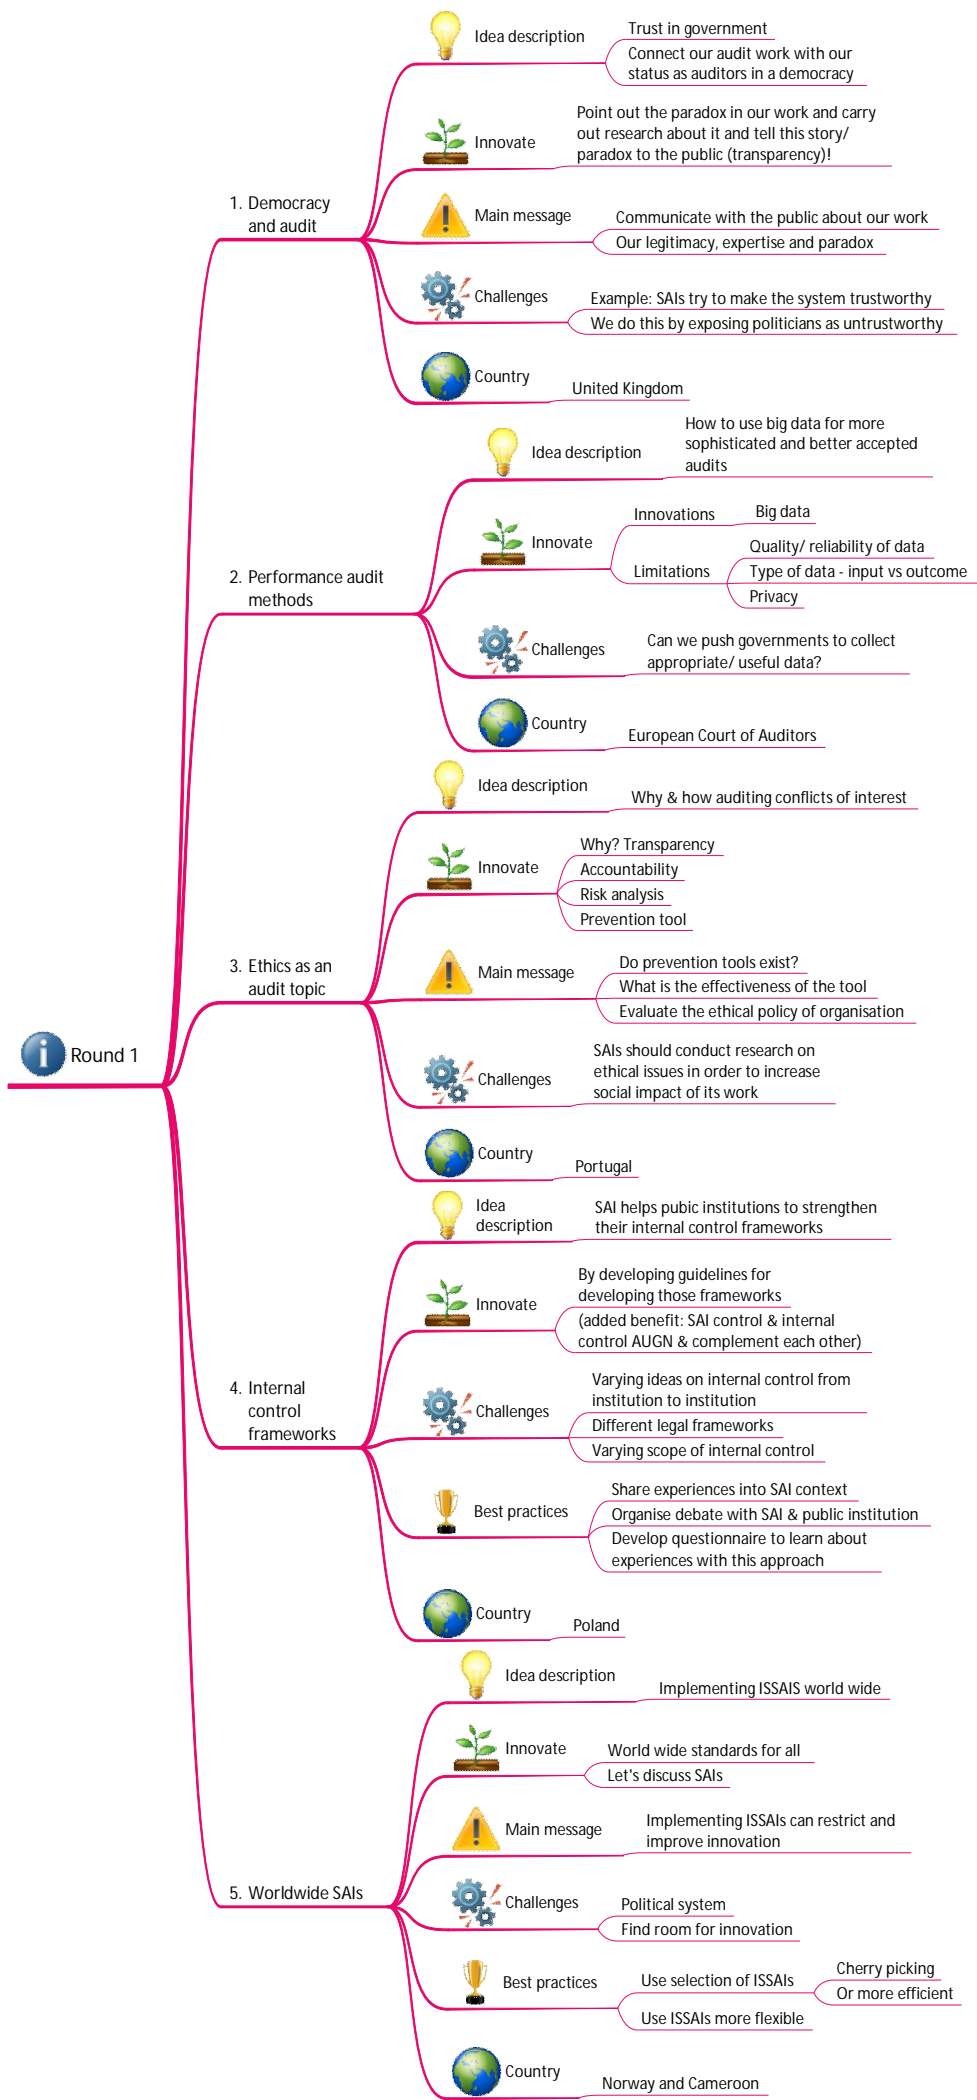 Round 1
1. Democracy
and audit
Idea description
Trust in government
Connect our audit work with our
status as auditors in a democracy
Innovate
Point out the paradox in our work and carry
out research about it and tell this story/
paradox to the public (transparency)!
Main message
Communicate with the public about our work
Our legitimacy, expertise and paradox
Challenges
Example: SAIs try to make the system trustworthy
We do this by exposing politicians as untrustworthy
Country
United Kingdom
2. Performance audit
methods
Idea description
How to use big data for more
sophisticated and better accepted
audits
Innovate
Innovations
Big data
Limitations
Quality/ reliability of data
Type of data - input vs outcome
Privacy
Challenges
Can we push governments to collect
appropriate/ useful data?
Country
European Court of Auditors
3. Ethics as an
audit topic
Idea description
Why & how auditing conflicts of interest
Innovate
Why? Transparency
Accountability
Risk analysis
Prevention tool
Main message
Do prevention tools exist?
What is the effectiveness of the tool
Evaluate the ethical policy of organisation
Challenges
SAIs should conduct research on
ethical issues in order to increase
social impact of its work
Country
Portugal
4. Internal
control
frameworks
Idea
description
SAI helps pubic institutions to strengthen
their internal control frameworks
Innovate
By developing guidelines for
developing those frameworks
(added benefit: SAI control & internal
control AUGN & complement each other)
Challenges
Varying ideas on internal control from
institution to institution
Different legal frameworks
Varying scope of internal control
Best practices
Share experiences into SAI context
Organise debate with SAI & public institution
Develop questionnaire to learn about
experiences with this approach
Country
Poland
5. Worldwide SAIs
Idea description
Implementing ISSAIS world wide
Innovate
World wide standards for all
Let's discuss SAIs
Main message
Implementing ISSAIs can restrict and
improve innovation
Challenges
Political system
Find room for innovation
Best practices
Use selection of ISSAIs
Cherry picking
Or more efficient
Use ISSAIs more flexible
Country
Norway and Cameroon